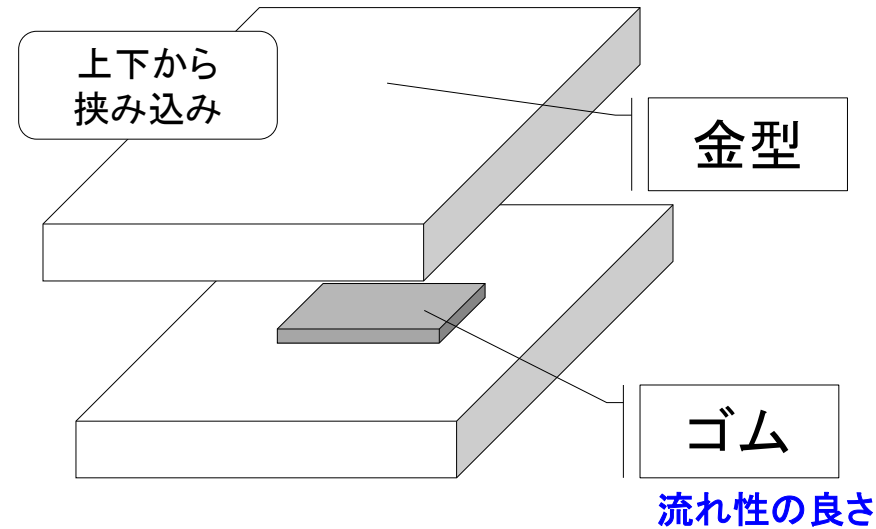 上下から
挟み込み
金型
ゴム
流れ性の良さ